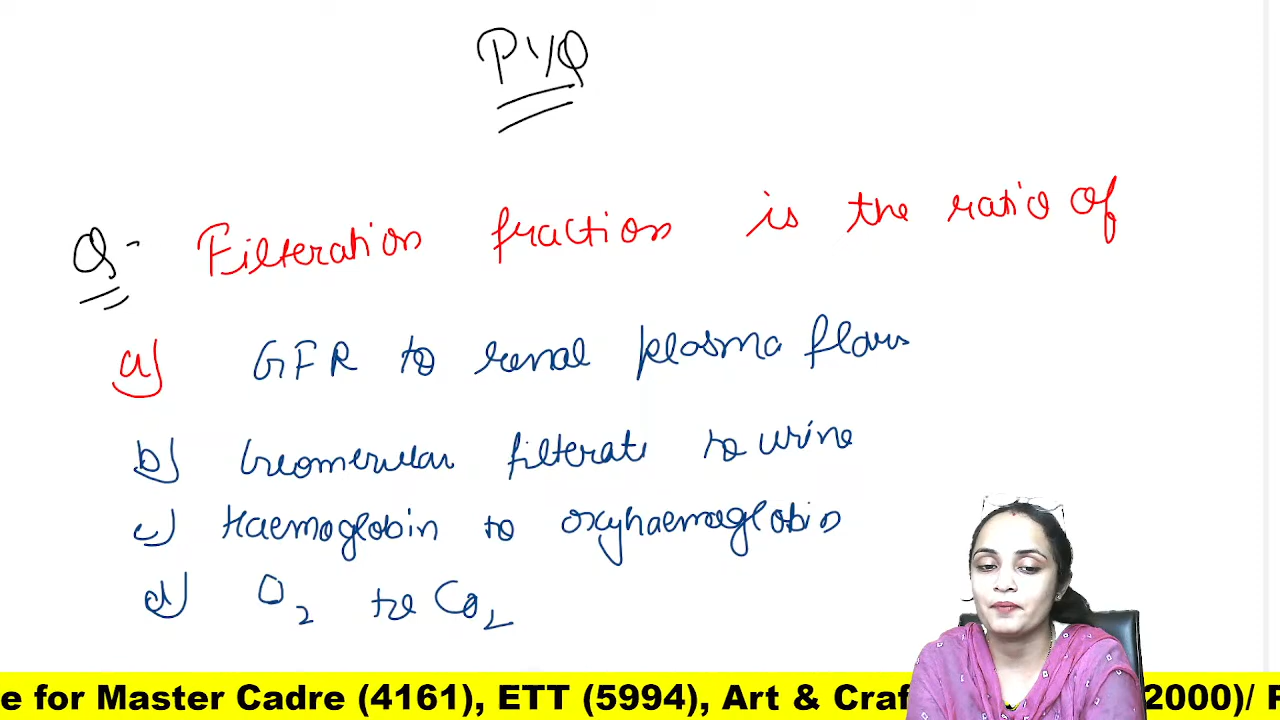 PYQ
Q- Filteration fraction is the ratio of
a) GFR to renal plasma flow
b) Glomerular filterate to urine
c) Haemoglobin to oxyhaemoglobin
d) O2 to CO2
e for Master Cadre (4161), ETT (5994), Art & Craf 2000)/ F